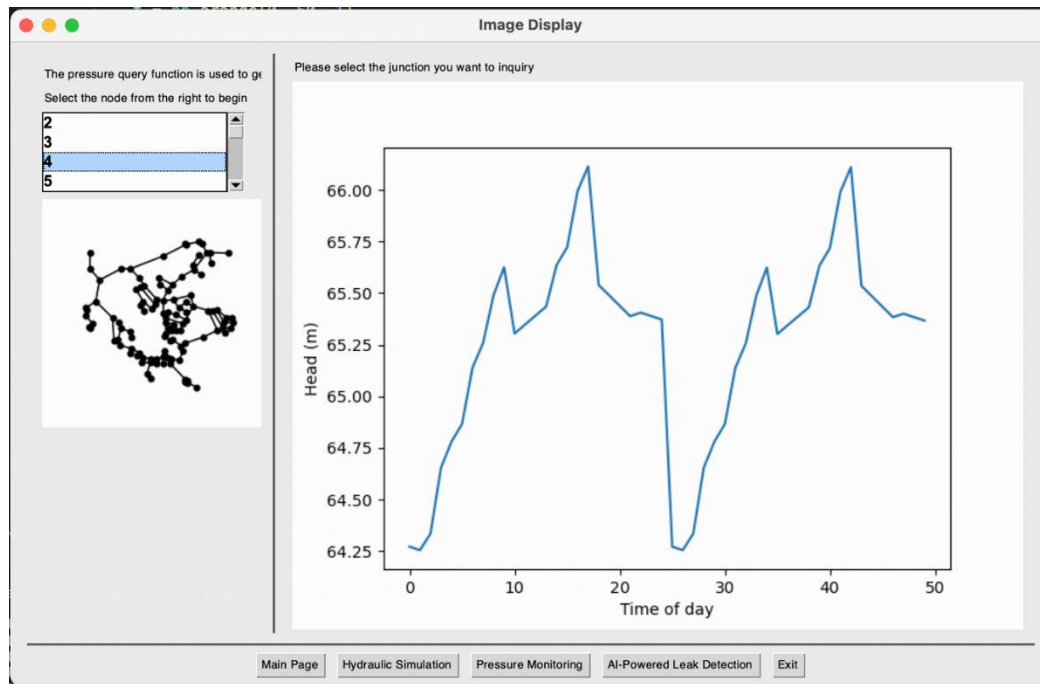 Image Display
The pressure query function is used to ge
Select the node from the right to begin
2
3
4
5
Please select the junction you want to inquiry
66.00
65.75
65.50
65.25
65.00
64.75
64.50
64.25
Head (m)
0 10 20 30 40 50
Time of day
Main Page Hydraulic Simulation Pressure Monitoring AI-Powered Leak Detection Exit